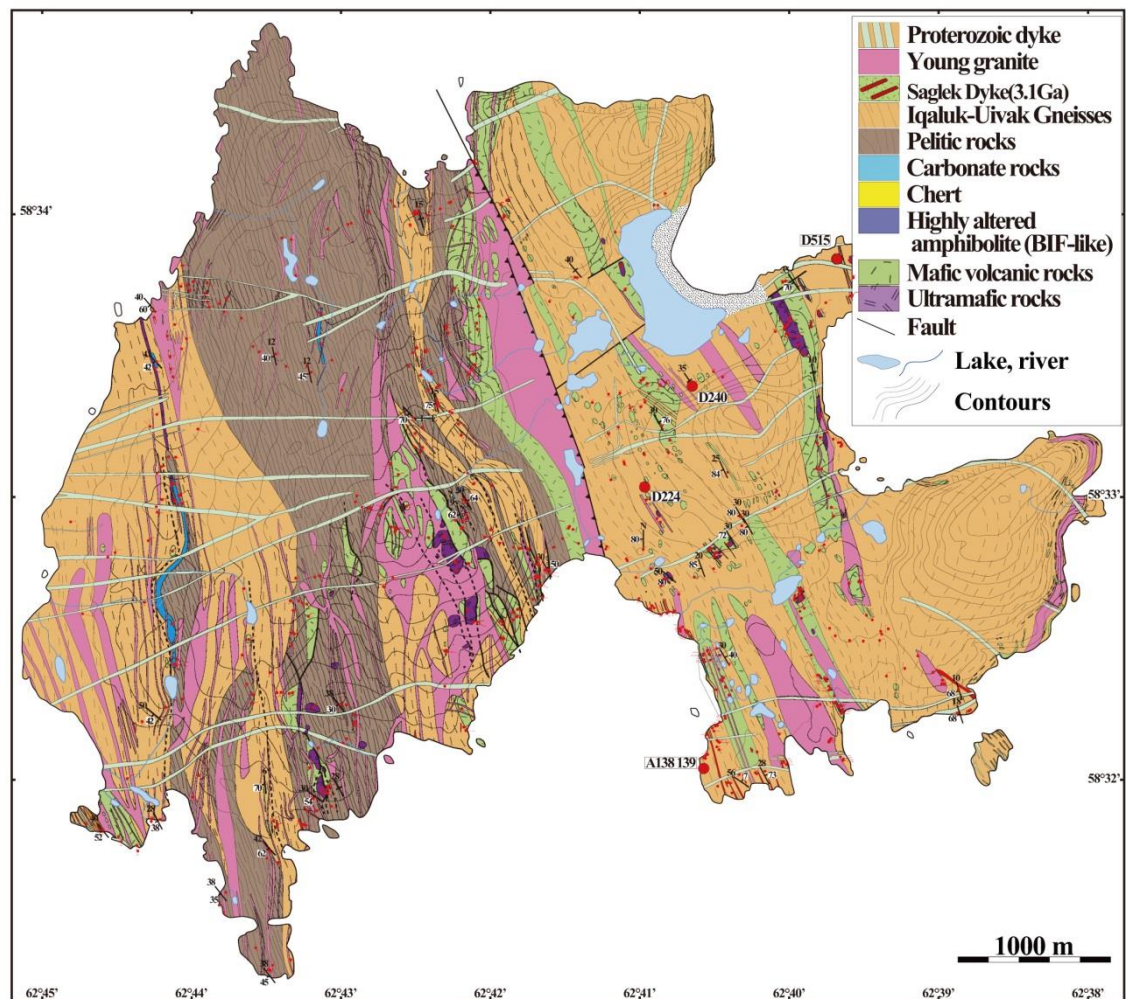 Proterozoic dyke
Young granite
Saglek Dyke(3.1Ga)
Iqaluk-Uivak Gneisses
Pelitic rocks
Carbonate rocks
Chert
Highly altered
amphibolite (BIF-like)
Mafic volcanic rocks
Ultramafic rocks
Fault
Lake, river
Contours
58°34’
D515
D240
D224
58°33’
A138 139
58°32’
1000 m
62°45’
62°44’
62°43’
62°42’
62°41’
62°40’
62°39’
62°38’